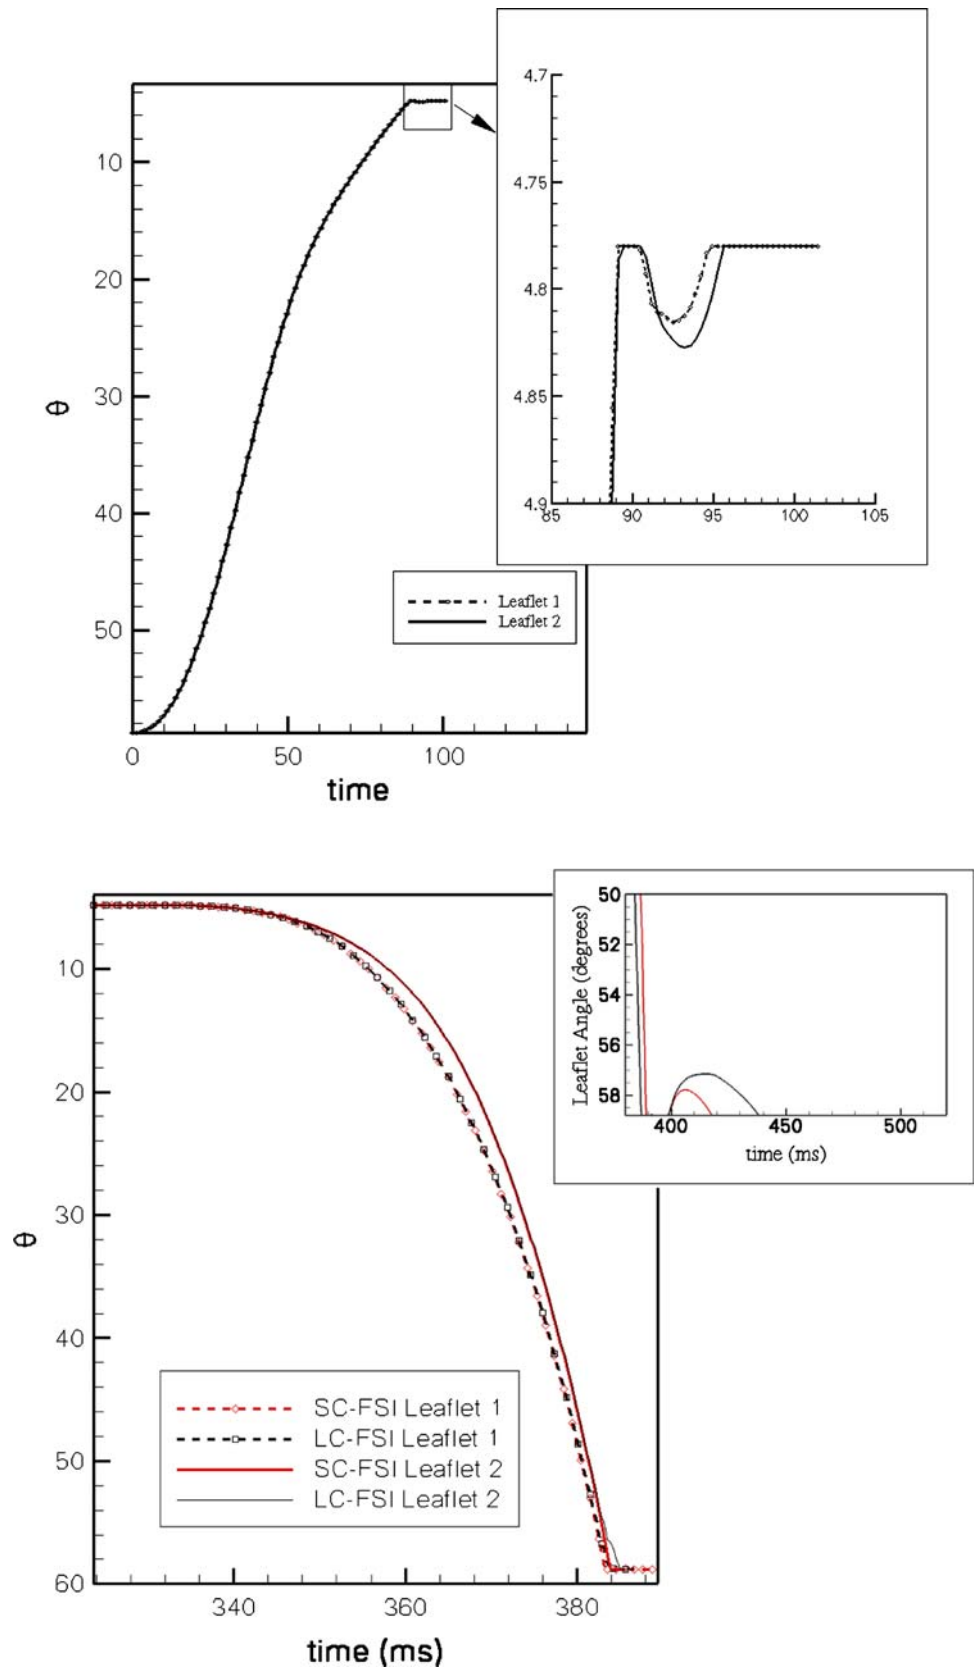 4.7
4.75
4.8
4.85
4.9
85 90 95 100 105
10
20
30
40
50
θ
Leaflet 1
Leaflet 2
0 50 100
time
50
52
54
56
58
Leaflet Angle (degrees)
400 450 500
time (ms)
10
20
30
40
50
60
θ
SC-FSI Leaflet 1
LC-FSI Leaflet 1
SC-FSI Leaflet 2
LC-FSI Leaflet 2
340 360 380
time (ms)